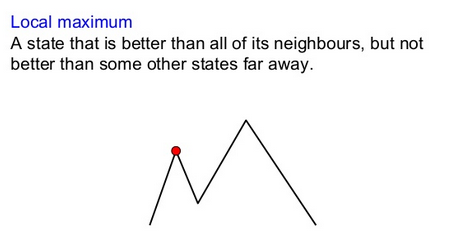 Local maximum
A state that is better than all of its neighbours, but not
better than some other states far away.